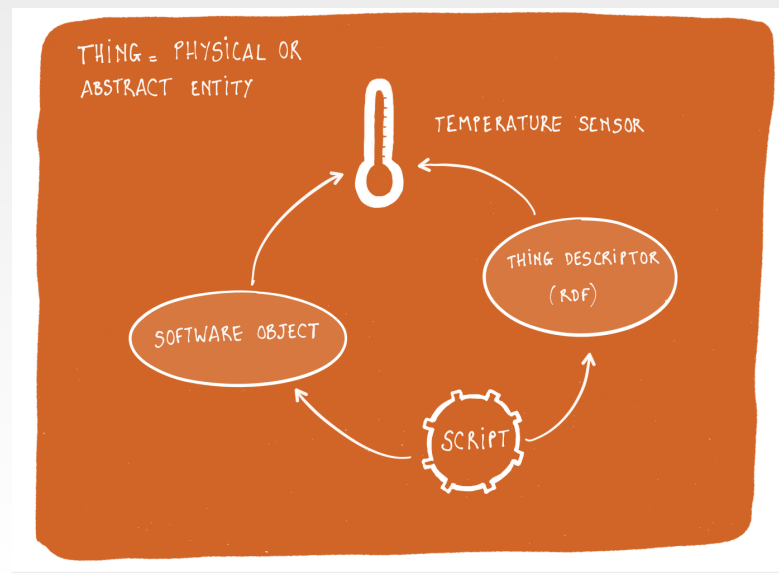 THING = PHYSICAL OR
ABSTRACT ENTITY
TEMPERATURE SENSOR
THING DESCRIPTOR
(RDF)
SOFTWARE OBJECT
SCRIPT